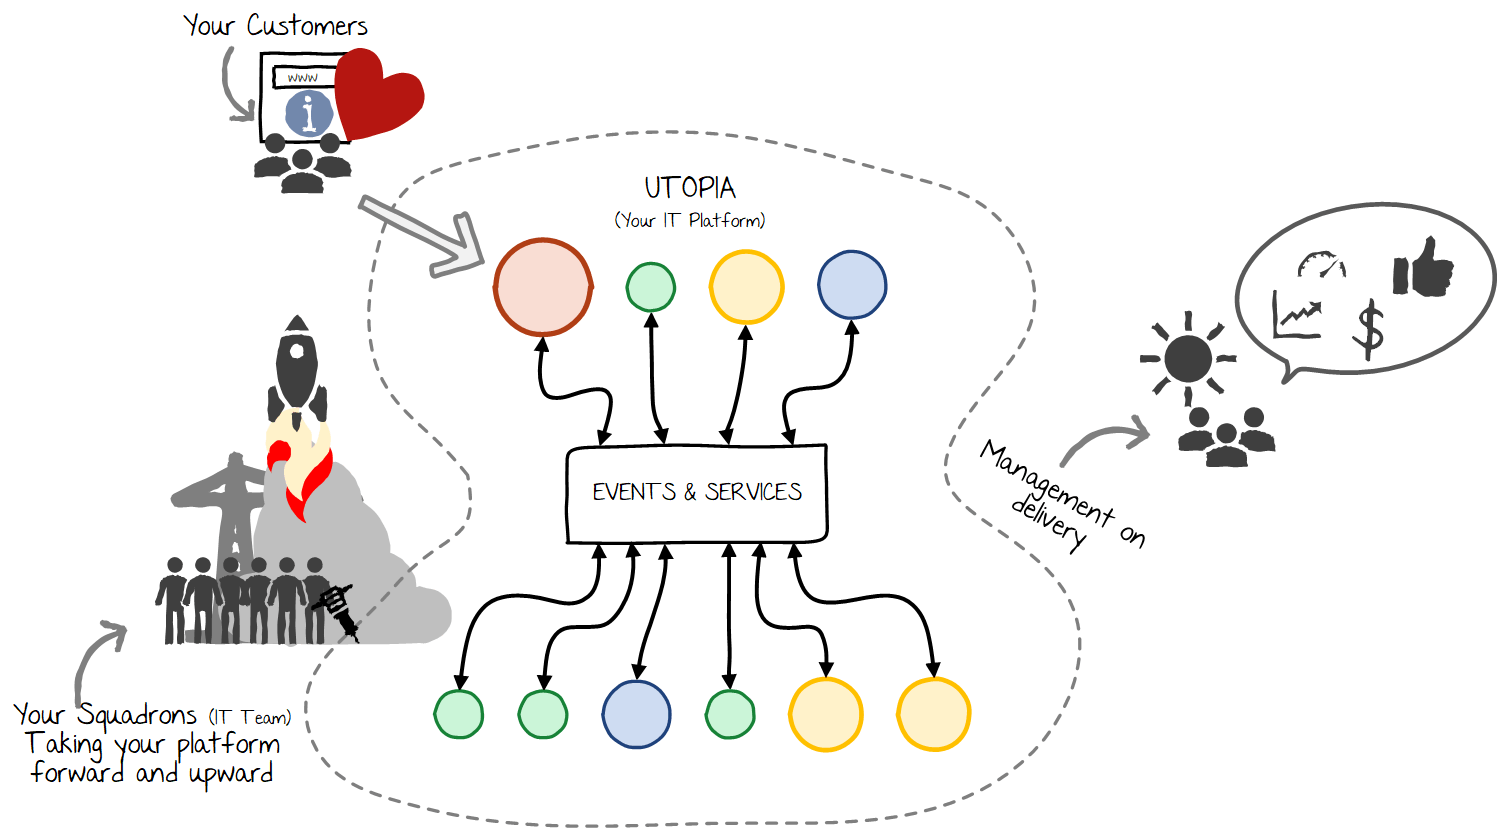 Your Customers
www
i
UTOPIA
(Your IT Platform)
EVENTS & SERVICES
$
Management on
delivery
Your Squadrons (IT Team)
Taking your platform
forward and upward